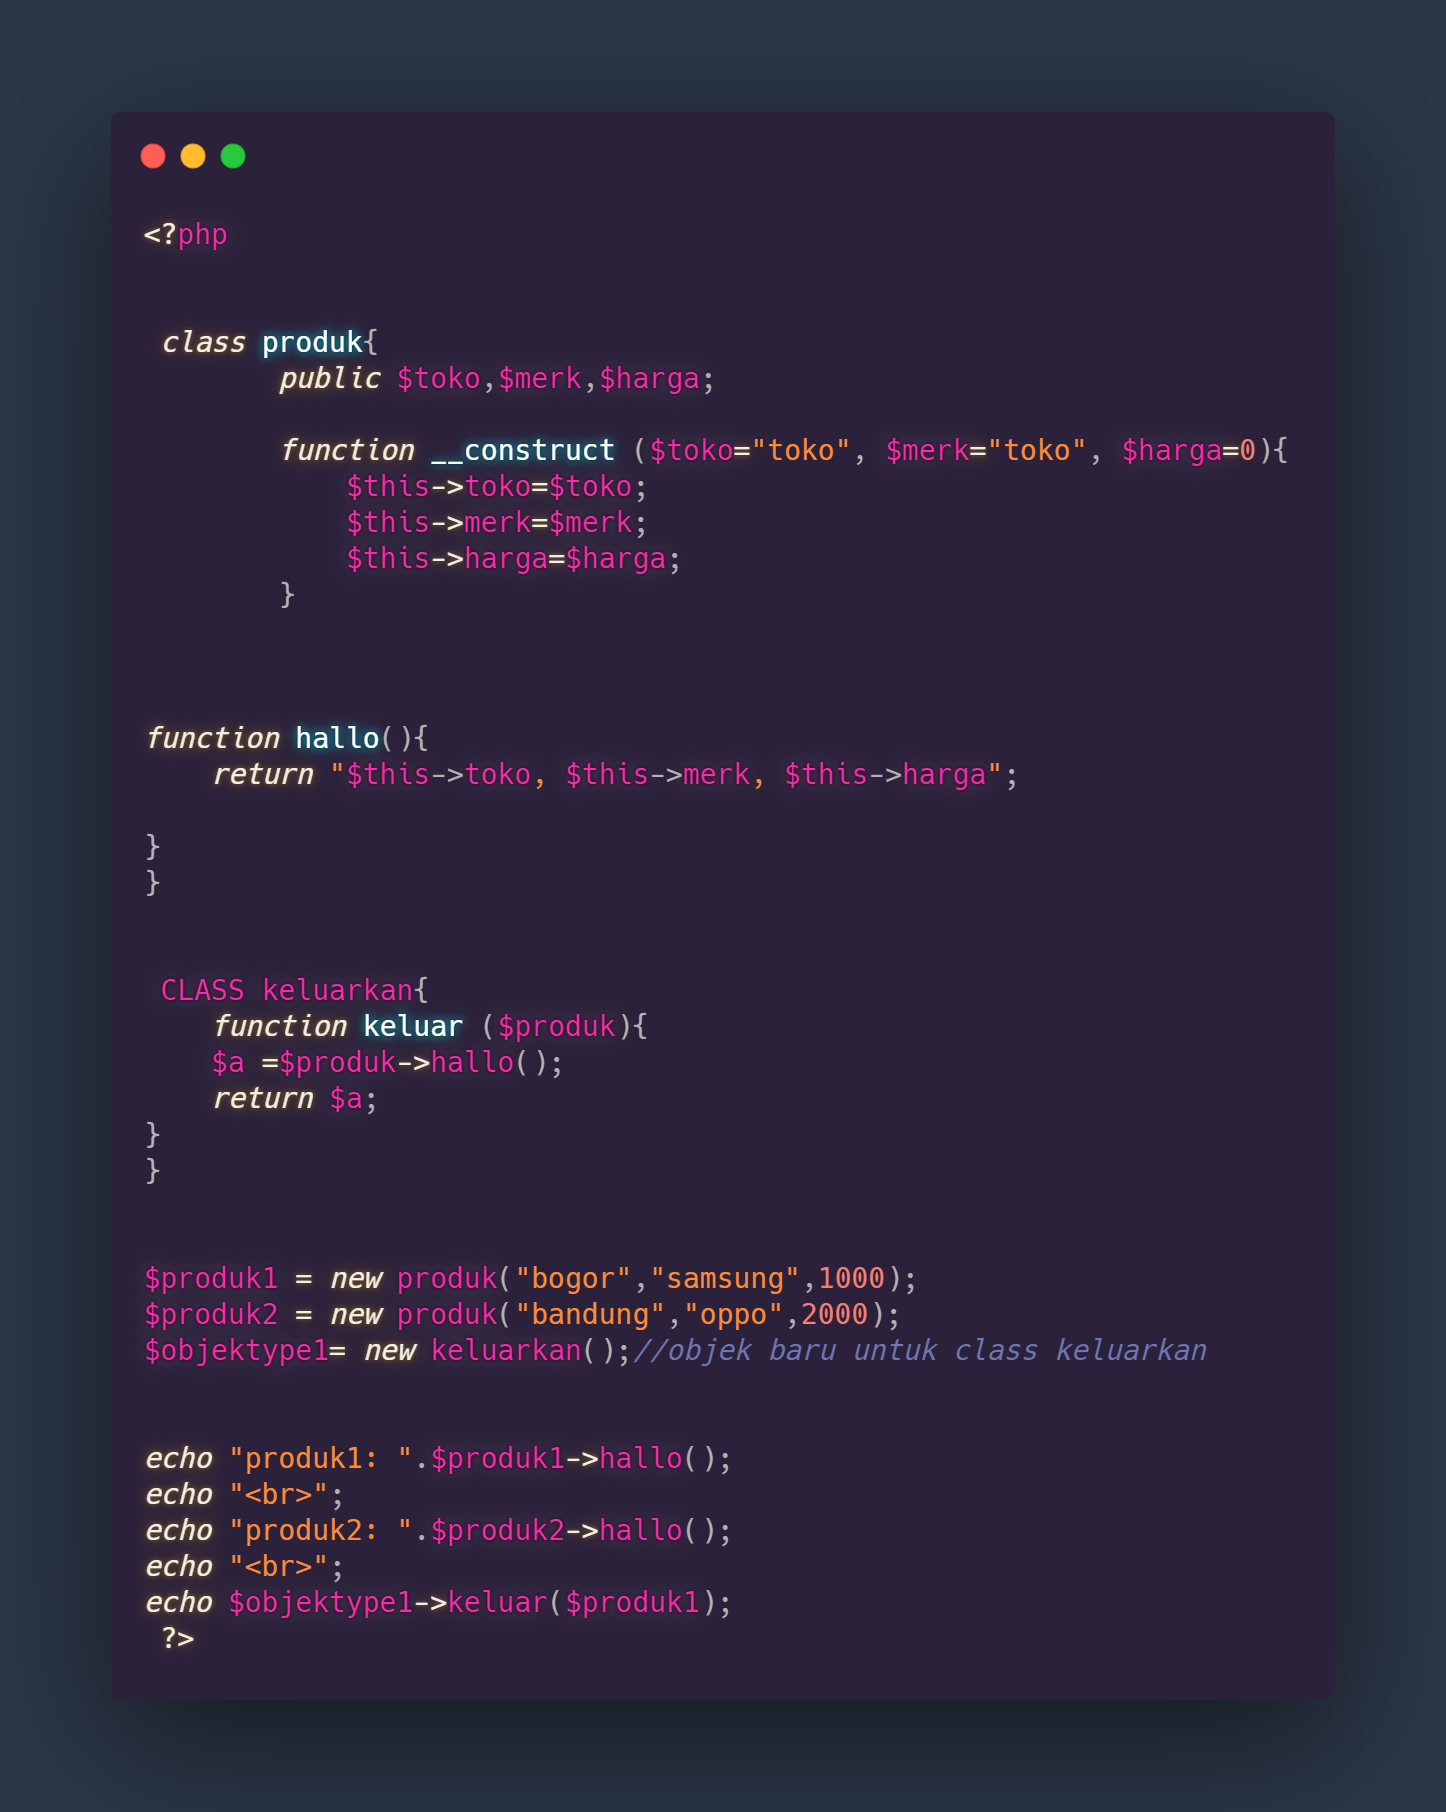 <?php
class produk{
public $toko,$merk,$harga;
function __construct ($toko="toko", $merk="toko", $harga=0){
$this->toko=$toko;
$this->merk=$merk;
$this->harga=$harga;
}
function hallo(){
return "$this->toko, $this->merk, $this->harga";
}
}
CLASS keluarkan{
function keluar ($produk){
$a =$produk->hallo();
return $a;
}
}
$produk1 = new produk("bogor","samsung",1000);
$produk2 = new produk("bandung","oppo",2000);
$objektype1= new keluarkan();//objek baru untuk class keluarkan
echo "produk1: ".$produk1->hallo();
echo "<br>";
echo "produk2: ".$produk2->hallo();
echo "<br>";
echo $objektype1->keluar($produk1);
?>